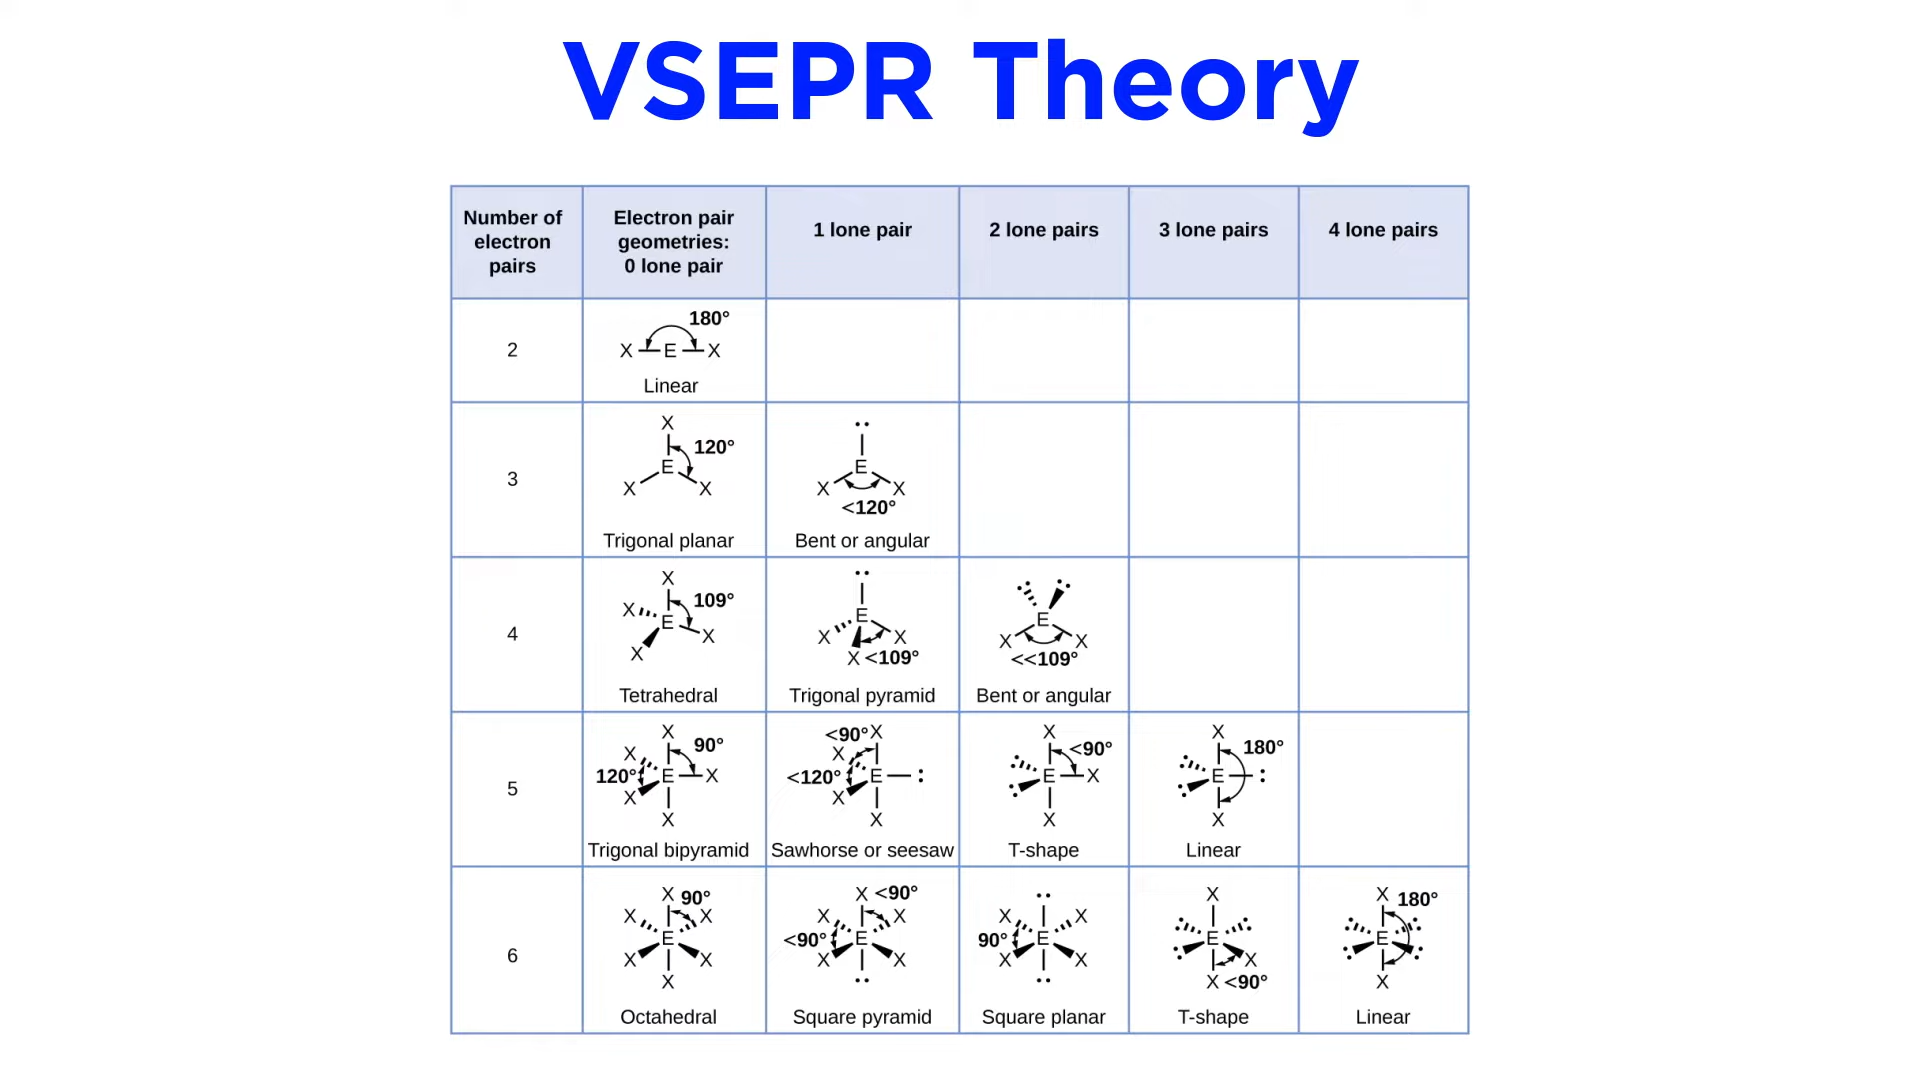 VSEPR Theory
Number of
electron
pairs
Electron pair
geometries:
0 lone pair
1 lone pair
2 lone pairs
3 lone pairs
4 lone pairs
2
180°
X E X
Linear
3
X
120°
E
X X
Trigonal planar
E
X X
<120°
Bent or angular
4
X
X 109°
E
X
X
Tetrahedral
E
X X
X <109°
Trigonal pyramid
E
X X
<<109°
Bent or angular
5
X
X 90°
120° E X
X
X
Trigonal bipyramid
<90° X
X
<120° E
X
X
Sawhorse or seesaw
X
<90°
E X
X
T-shape
X
180°
E
X
Linear
6
X 90°
X X
E
X X
X
Octahedral
X <90°
X X
<90° E
X X
Square pyramid
X X
90° E
X X
Square planar
X
E
X
X <90°
T-shape
X 180°
E
X
Linear